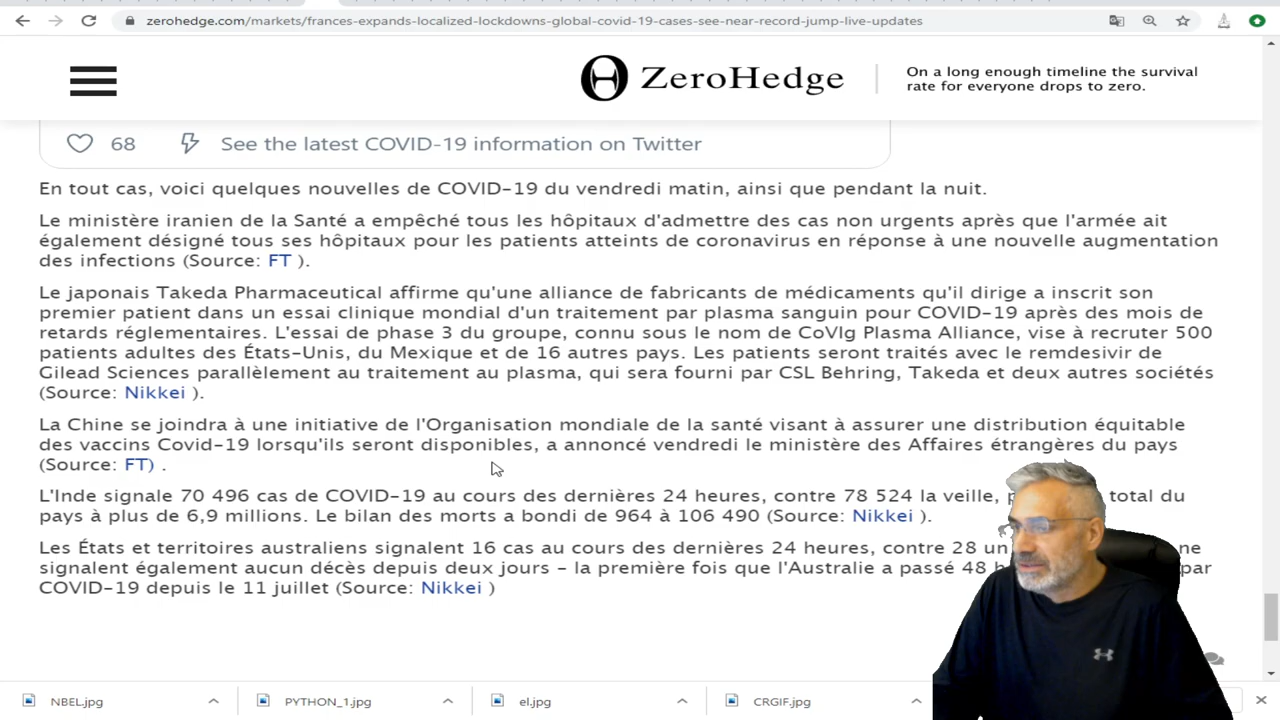 zerohedge.com/markets/frances-expands-localized-lockdowns-global-covid-19-cases-see-near-record-jump-live-updates
ZeroHedge
On a long enough timeline the survival
rate for everyone drops to zero.
68 See the latest COVID-19 information on Twitter
En tout cas, voici quelques nouvelles de COVID-19 du vendredi matin, ainsi que pendant la nuit.
Le ministère iranien de la Santé a empêché tous les hôpitaux d'admettre des cas non urgents après que l'armée ait
également désigné tous ses hôpitaux pour les patients atteints de coronavirus en réponse à une nouvelle augmentation
des infections (Source: FT ).
Le japonais Takeda Pharmaceutical affirme qu'une alliance de fabricants de médicaments qu'il dirige a inscrit son
premier patient dans un essai clinique mondial d'un traitement par plasma sanguin pour COVID-19 après des mois de
retards réglementaires. L'essai de phase 3 du groupe, connu sous le nom de CoVIg Plasma Alliance, vise à recruter 500
patients adultes des États-Unis, du Mexique et de 16 autres pays. Les patients seront traités avec le remdesivir de
Gilead Sciences parallèlement au traitement au plasma, qui sera fourni par CSL Behring, Takeda et deux autres sociétés
(Source: Nikkei ).
La Chine se joindra à une initiative de l'Organisation mondiale de la santé visant à assurer une distribution équitable
des vaccins Covid-19 lorsqu'ils seront disponibles, a annoncé vendredi le ministère des Affaires étrangères du pays
(Source: FT) .
L'Inde signale 70 496 cas de COVID-19 au cours des dernières 24 heures, contre 78 524 la veille, total du
pays à plus de 6,9 millions. Le bilan des morts a bondi de 964 à 106 490 (Source: Nikkei ).
Les États et territoires australiens signalent 16 cas au cours des dernières 24 heures, contre 28 un
signalent également aucun décès depuis deux jours – la première fois que l'Australie a passé 48 par
COVID-19 depuis le 11 juillet (Source: Nikkei )
NBEL.jpg PYTHON_1.jpg el.jpg CRGIF.jpg